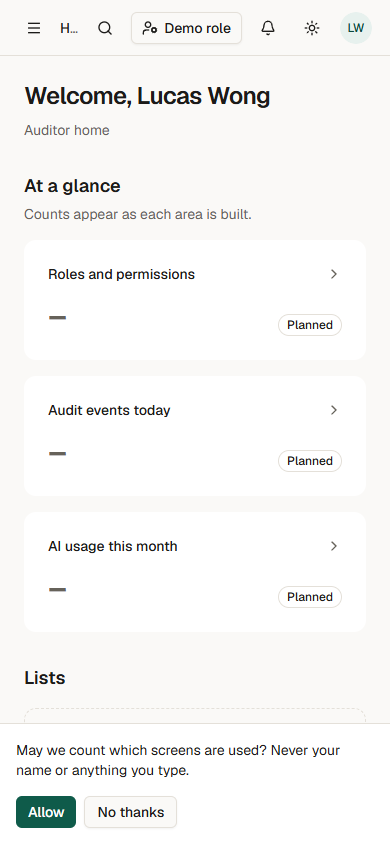 H...
Demo role
LW
Welcome, Lucas Wong
Auditor home
At a glance
Counts appear as each area is built.
Roles and permissions
—
Planned
Audit events today
—
Planned
AI usage this month
—
Planned
Lists
May we count which screens are used? Never your
name or anything you type.
Allow
No thanks